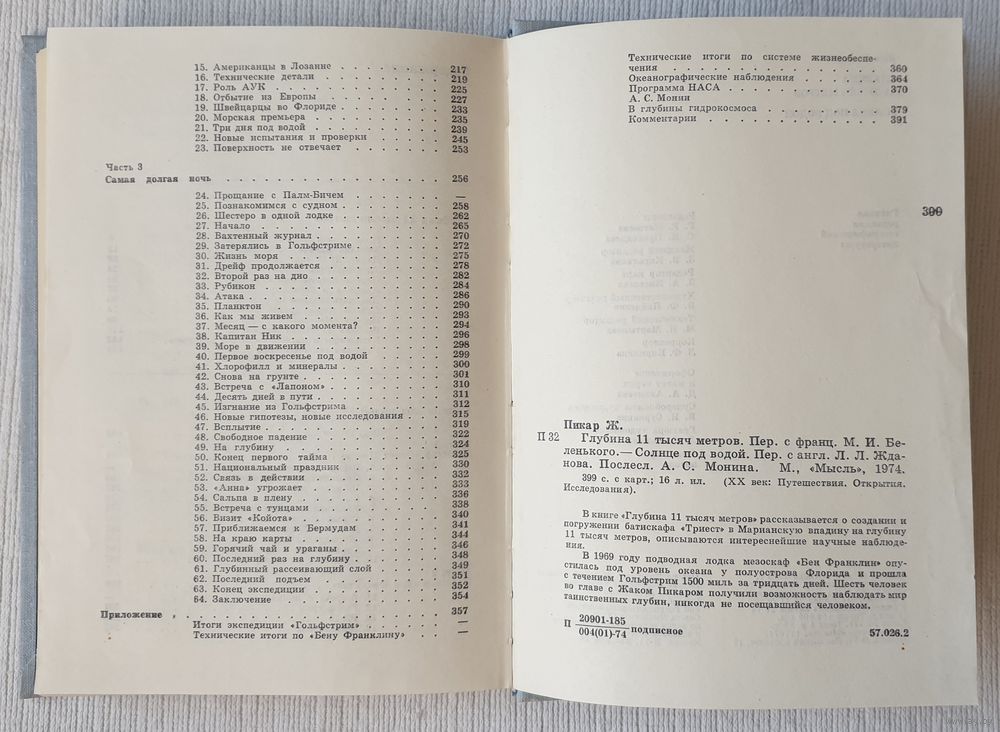 15. Американцы в Лозанне . . . . . . . . 217
16. Технические детали . . . . . . . . 219
17. Роль АУК . . . . . . . . 225
18. Отбытие из Европы . . . . . . . . 227
19. Швейцарцы во Флориде . . . . . . . . 233
20. Морская премьера . . . . . . . . 235
21. Три дня под водой . . . . . . . . 239
22. Новые испытания и проверки . . . . . . 245
23. Поверхность не отвечает . . . . . . . 253
Часть 3
Самая долгая ночь . . . . . . . . . . . . 256
24. Прощание с Палм-Бичем . . . . . . . —
25. Познакомимся с судном . . . . . . . 258
26. Шестеро в одной лодке . . . . . . . 262
27. Начало . . . . . . . . 265
28. Вахтенный журнал . . . . . . . . 270
29. Затерялись в Гольфстриме . . . . . . . 272
30. Жизнь моря . . . . . . . . 275
31. Дрейф продолжается . . . . . . . . 278
32. Второй раз на дно . . . . . . . . 282
33. Рубикон . . . . . . . . 284
34. Атака . . . . . . . . 286
35. Планктон . . . . . . . . 290
36. Как мы живем . . . . . . . . 293
37. Месяц — с какого момента? . . . . . . 294
38. Капитан Ник . . . . . . . . 296
39. Море в движении . . . . . . . . 298
40. Первое воскресенье под водой . . . . . 299
41. Хлорофилл и минералы . . . . . . . 300
42. Снова на грунте . . . . . . . . 301
43. Встреча с «Лапоном» . . . . . . . . 310
44. Десять дней в пути . . . . . . . . 311
45. Изгнание из Гольфстрима . . . . . . . 312
46. Новые гипотезы, новые исследования . . . 315
47. Всплытие . . . . . . . . 319
48. Свободное падение . . . . . . . . 322
49. На глубину . . . . . . . . 324
50. Конец первого тайма . . . . . . . . 325
51. Национальный праздник . . . . . . . 330
52. Связь в действии . . . . . . . . 332
53. «Анна» угрожает . . . . . . . . 333
54. Сальпа в плену . . . . . . . . 336
55. Встреча с тунцами . . . . . . . . 338
56. Визит «Койота» . . . . . . . . 340
57. Приближаемся к Бермудам . . . . . . 341
58. На краю карты . . . . . . . . 344
59. Горячий чай и ураганы . . . . . . . 346
60. Последний раз на глубину . . . . . . . 348
61. Глубинный рассеивающий слой . . . . . 349
62. Последний подъем . . . . . . . . 351
63. Конец экспедиции . . . . . . . . 352
64. Заключение . . . . . . . . 354
Приложение . . . . . . . . . . . . 357
Итоги экспедиции «Гольфстрим» . . . . . —
Технические итоги по «Бену Франклину» . . —
Технические итоги по системе жизнеобеспе-
чения . . . . . . . . 360
Океанографические наблюдения . . . . . 364
Программа НАСА . . . . . . . . 370
А. С. Монин
В глубины гидрокосмоса . . . . . . . 379
Комментарии . . . . . . . . 391
399
Пикар Ж.
П 32 Глубина 11 тысяч метров. Пер. с франц. М. И. Бе-
ленького.— Солнце под водой. Пер. с англ. Л. Л. Жда-
нова. Послесл. А. С. Монина. М., «Мысль», 1974.
399 с. с карт.; 16 л. ил. (XX век: Путешествия. Открытия.
Исследования).
В книге «Глубина 11 тысяч метров» рассказывается о создании и
погружении батискафа «Триест» в Марианскую впадину на глубину
11 тысяч метров, описываются интереснейшие научные наблюде-
ния.
В 1969 году подводная лодка мезоскаф «Бен Франклин» опу-
стилась под уровень океана у полуострова Флорида и прошла
с течением Гольфстрим 1500 миль за тридцать дней. Шесть человек
во главе с Жаком Пикаром получили возможность наблюдать мир
таинственных глубин, никогда не посещавшийся человеком.
П 20901-185
004(01)-74 подписное 57.026.2